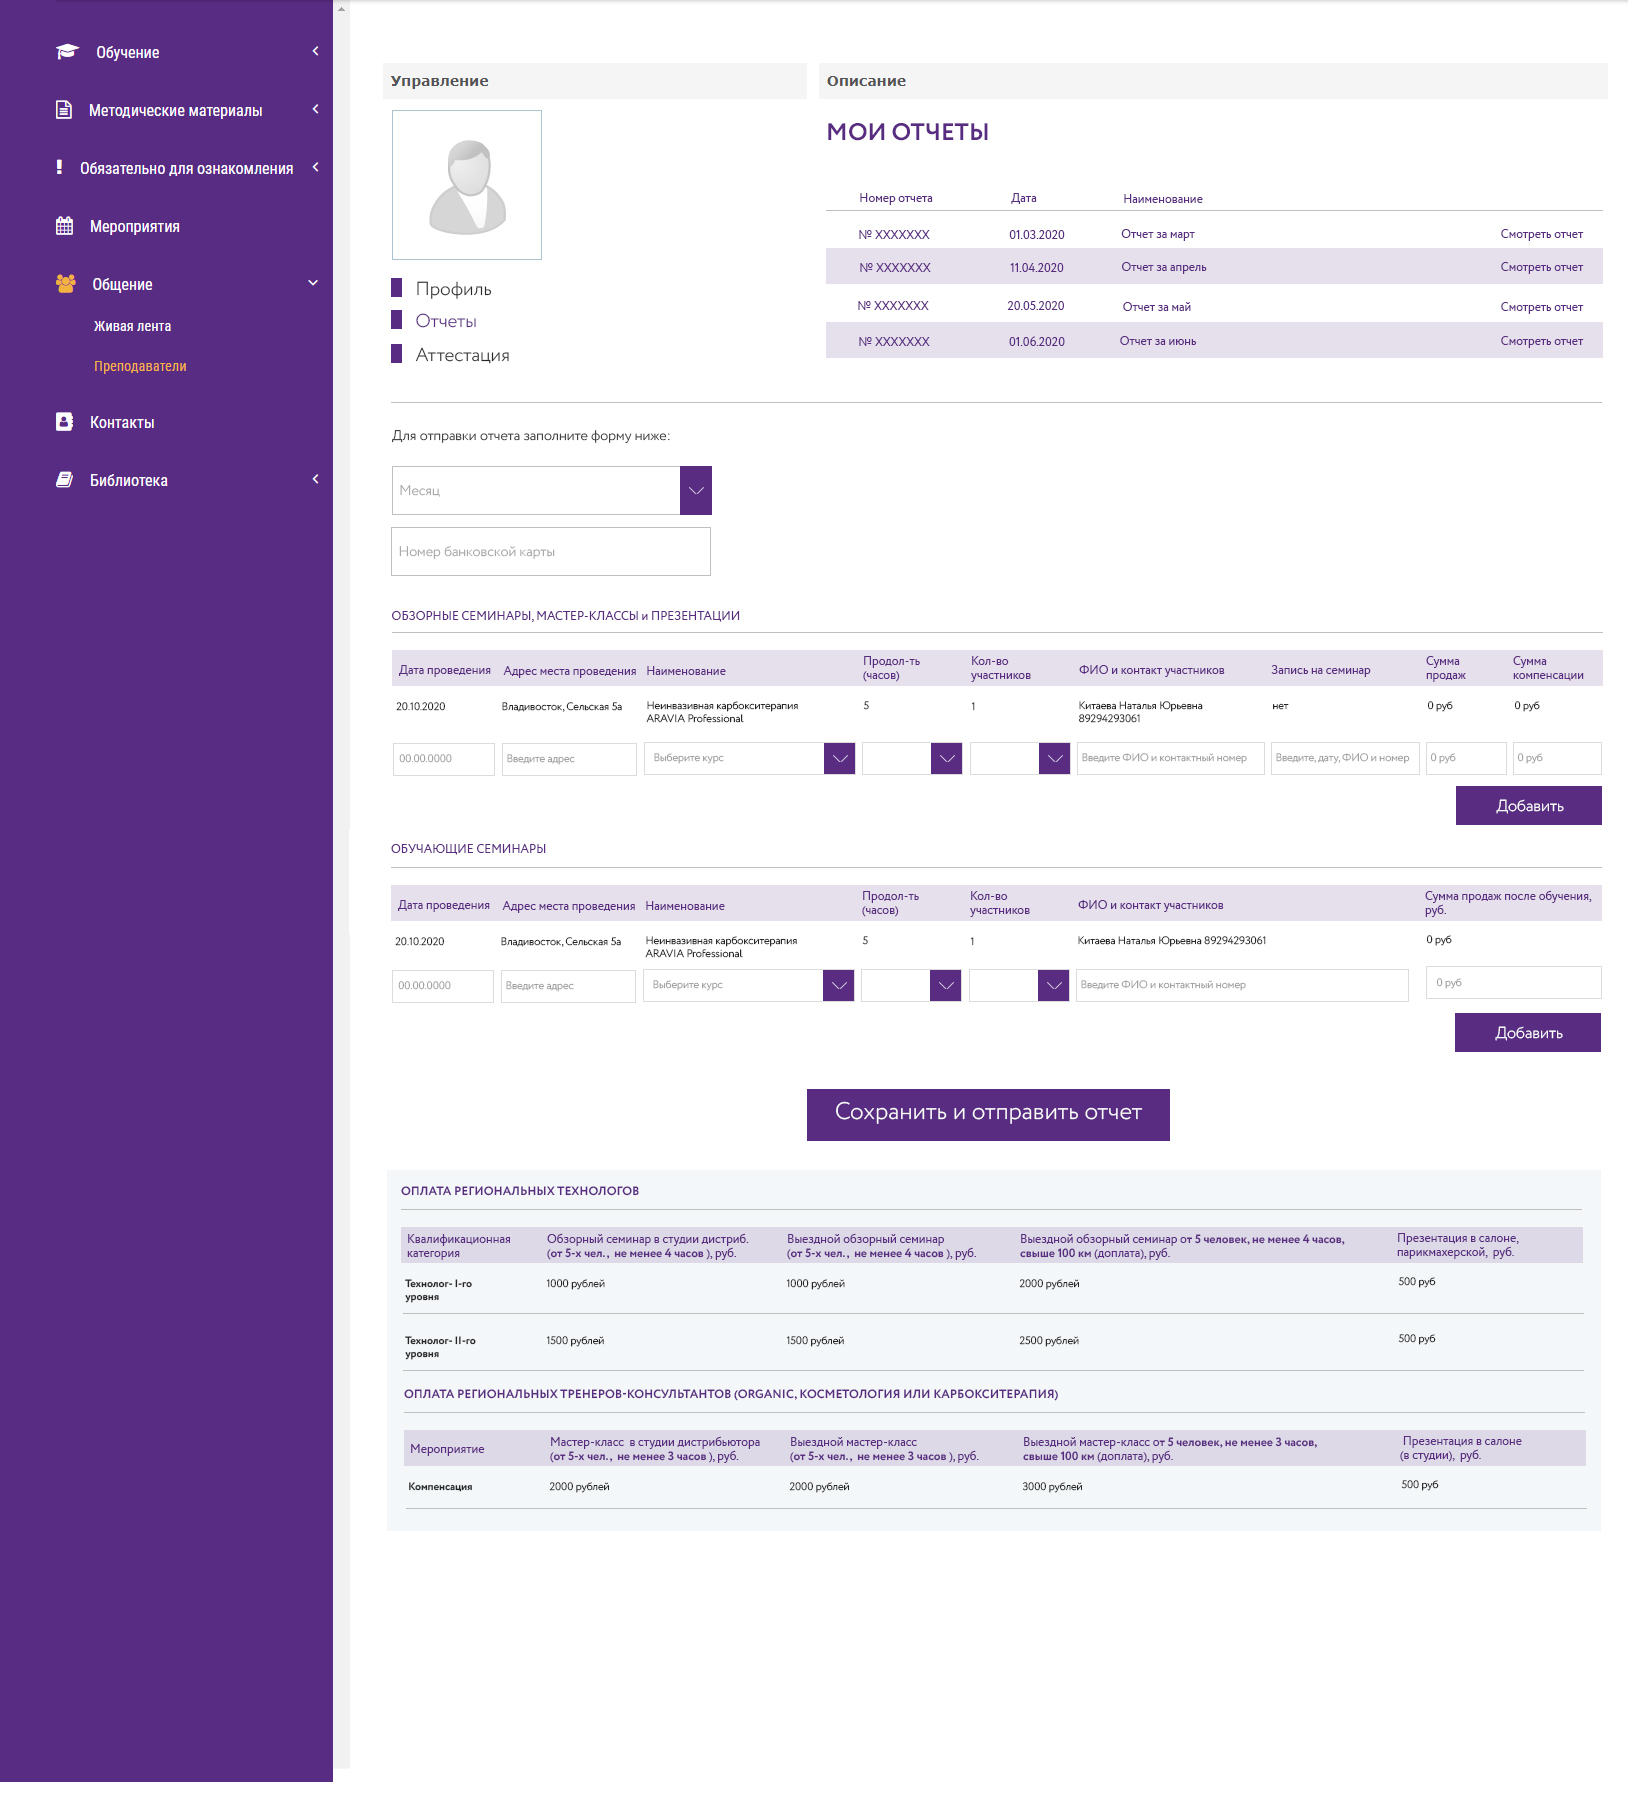 Обучение
Методические материалы
Обязательно для ознакомления
Мероприятия
Общение
Живая лента
Преподаватели
Контакты
Библиотека
Управление
Профиль
Отчеты
Аттестация
Описание
МОИ ОТЧЕТЫ
Номер отчета Дата Наименование
№ XXXXXXX 01.03.2020 Отчет за март Смотреть отчет
№ XXXXXXX 11.04.2020 Отчет за апрель Смотреть отчет
№ XXXXXXX 20.05.2020 Отчет за май Смотреть отчет
№ XXXXXXX 01.06.2020 Отчет за июнь Смотреть отчет
Для отправки отчета заполните форму ниже:
Месяц
Номер банковской карты
ОБЗОРНЫЕ СЕМИНАРЫ, МАСТЕР-КЛАССЫ и ПРЕЗЕНТАЦИИ
Дата проведения Адрес места проведения Наименование Продол-ть (часов) Кол-во участников ФИО и контакт участников Запись на семинар Сумма продаж Сумма компенсации
20.10.2020 Владивосток, Сельская 5а Неинвазивная карбокситерапия ARAVIA Professional 5 1 Китаева Наталья Юрьевна 89294293061 нет 0 руб 0 руб
00.00.0000 Введите адрес Выберите курс Введите ФИО и контактный номер Введите, дату, ФИО и номер 0 руб 0 руб
Добавить
ОБУЧАЮЩИЕ СЕМИНАРЫ
Дата проведения Адрес места проведения Наименование Продол-ть (часов) Кол-во участников ФИО и контакт участников Сумма продаж после обучения, руб.
20.10.2020 Владивосток, Сельская 5а Неинвазивная карбокситерапия ARAVIA Professional 5 1 Китаева Наталья Юрьевна 89294293061 0 руб
00.00.0000 Введите адрес Выберите курс Введите ФИО и контактный номер 0 руб
Добавить
Сохранить и отправить отчет
ОПЛАТА РЕГИОНАЛЬНЫХ ТЕХНОЛОГОВ
Квалификационная категория Обзорный семинар в студии дистриб. (от 5-х чел., не менее 4 часов ), руб. Выездной обзорный семинар (от 5-х чел., не менее 4 часов ), руб. Выездной обзорный семинар от 5 человек, не менее 4 часов, свыше 100 км (доплата), руб. Презентация в салоне, парикмахерской, руб.
Технолог- I-го уровня 1000 рублей 1000 рублей 2000 рублей 500 руб
Технолог- II-го уровня 1500 рублей 1500 рублей 2500 рублей 500 руб
ОПЛАТА РЕГИОНАЛЬНЫХ ТРЕНЕРОВ-КОНСУЛЬТАНТОВ (ORGANIC, КОСМЕТОЛОГИЯ ИЛИ КАРБОКСИТЕРАПИЯ)
Мероприятие Мастер-класс в студии дистрибьютора (от 5-х чел., не менее 3 часов ), руб. Выездной мастер-класс (от 5-х чел., не менее 3 часов ), руб. Выездной мастер-класс от 5 человек, не менее 3 часов, свыше 100 км (доплата), руб. Презентация в салоне (в студии), руб.
Компенсация 2000 рублей 2000 рублей 3000 рублей 500 руб